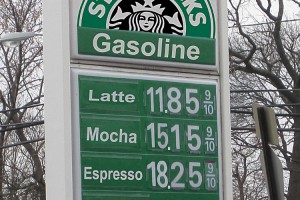 Gasoline
Latte 11.85 9/10
Mocha 15.15 9/10
Espresso 18.25 9/10